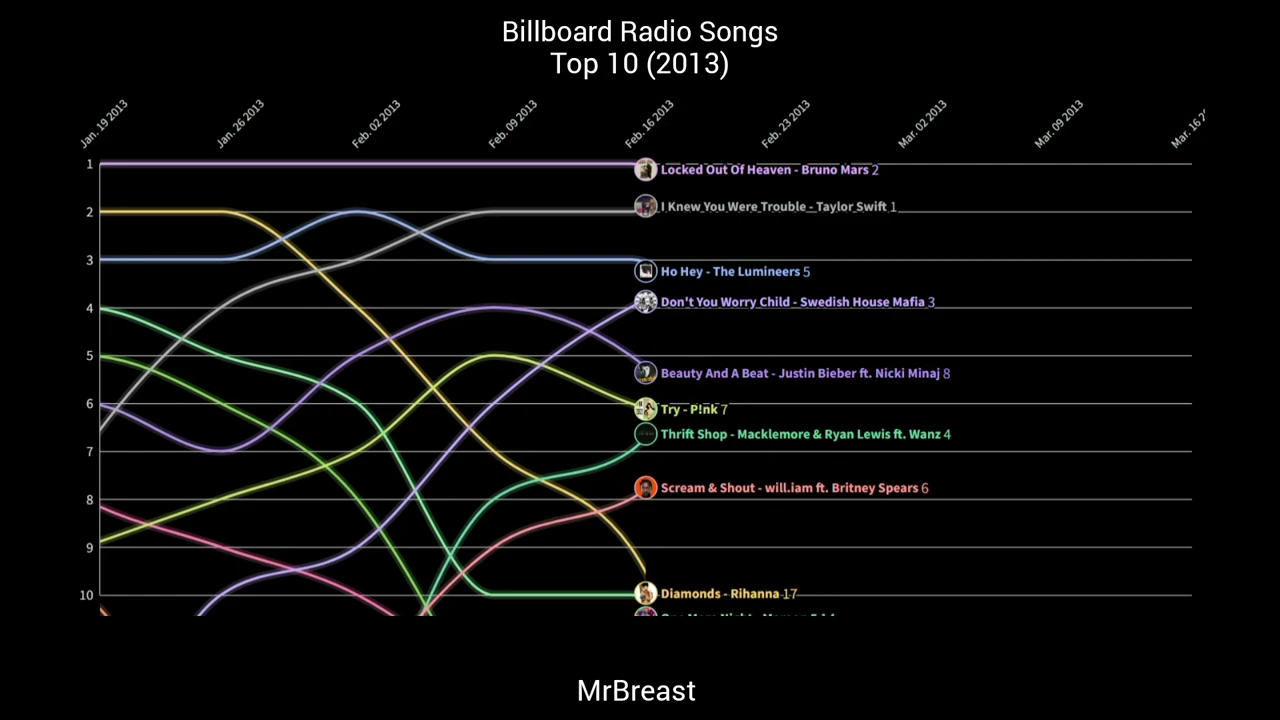 Billboard Radio Songs
Top 10 (2013)
Jan. 19 2013
Jan. 26 2013
Feb. 02 2013
Feb. 09 2013
Feb. 16 2013
Feb. 23 2013
Mar. 02 2013
Mar. 09 2013
Mar. 16
1
Locked Out Of Heaven - Bruno Mars 2
2
I Knew You Were Trouble - Taylor Swift 1
3
Ho Hey - The Lumineers 5
4
Don't You Worry Child - Swedish House Mafia 3
5
Beauty And A Beat - Justin Bieber ft. Nicki Minaj 8
6
Try - P!nk 7
Thrift Shop - Macklemore & Ryan Lewis ft. Wanz 4
7
Scream & Shout - will.iam ft. Britney Spears 6
8
9
10
Diamonds - Rihanna 17
MrBreast